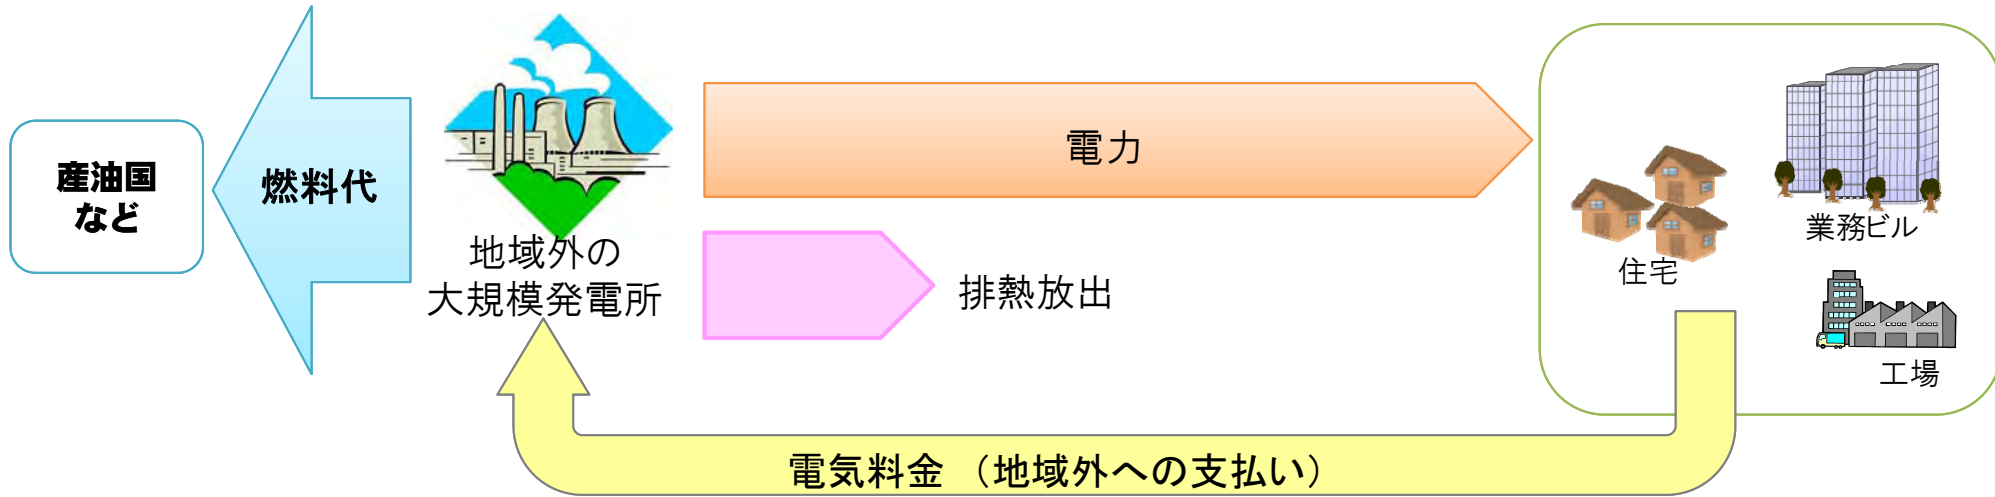 産油国
など
燃料代
地域外の
大規模発電所
電力
排熱放出
業務ビル
住宅
工場
電気料金 （地域外への支払い）